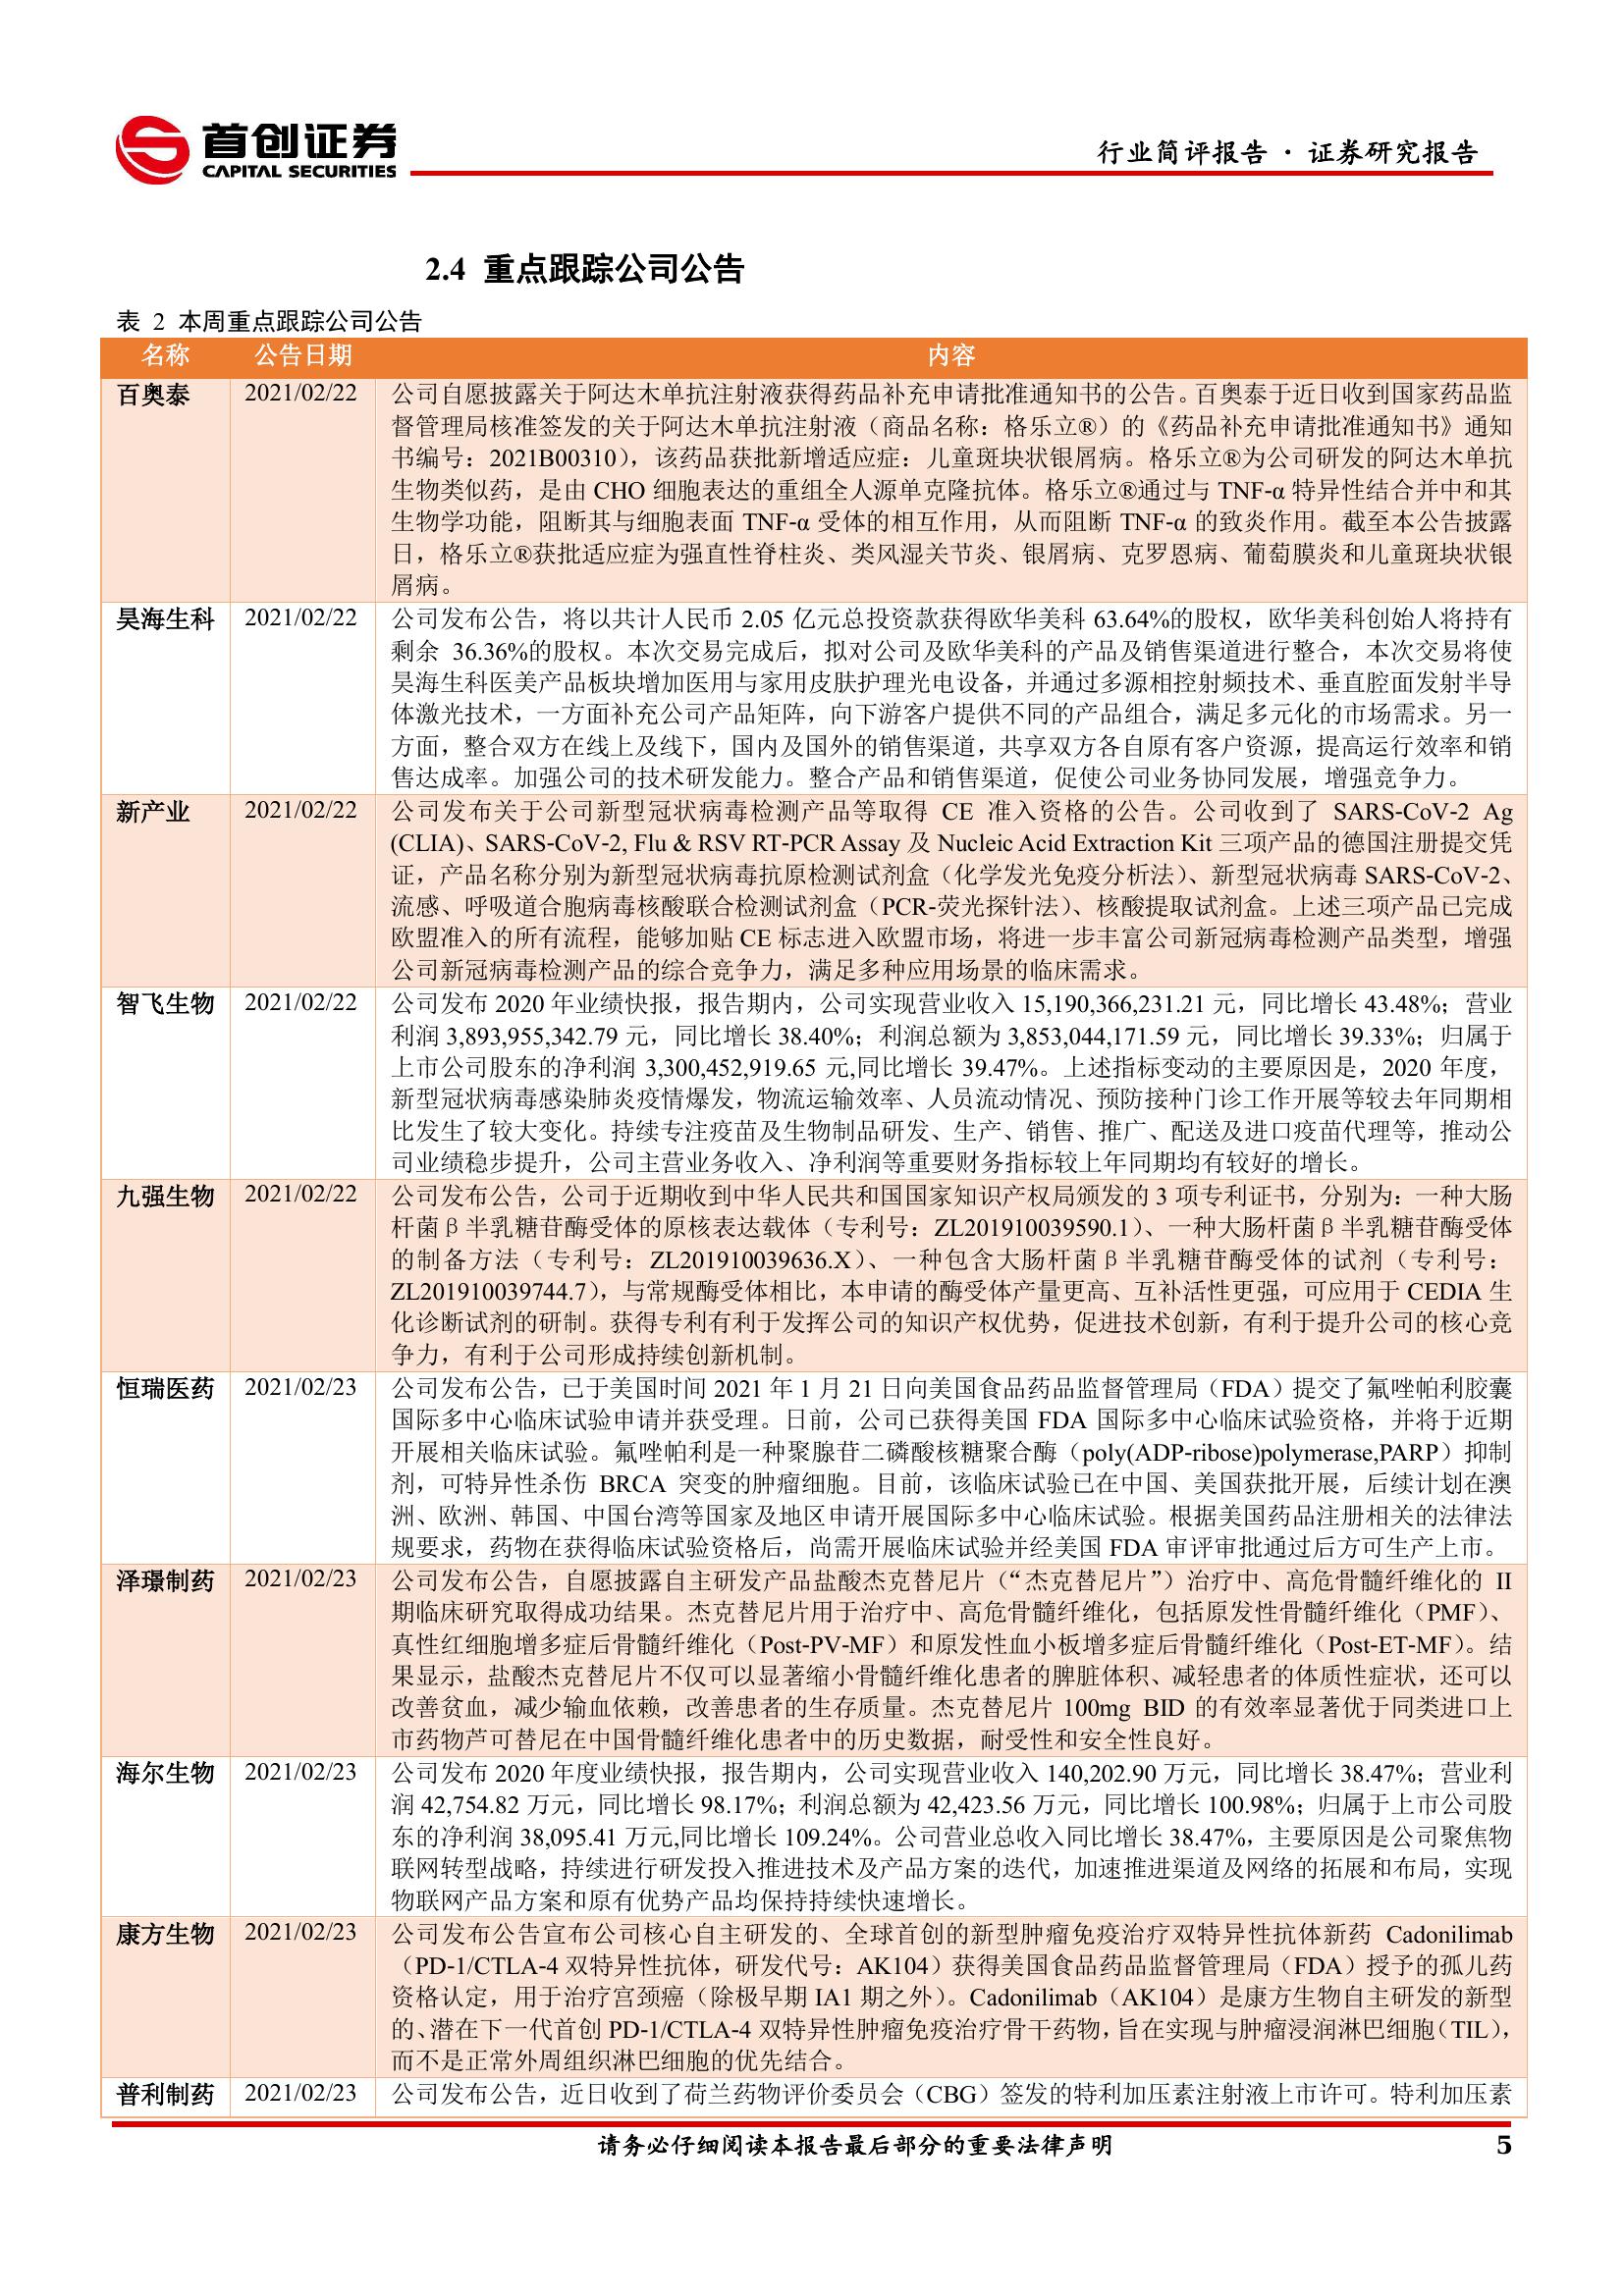 首创证券
CAPITAL SECURITIES
行业简评报告 · 证券研究报告
2.4 重点跟踪公司公告
表 2 本周重点跟踪公司公告
名称 公告日期 内容
百奥泰 2021/02/22 公司自愿披露关于阿达木单抗注射液获得药品补充申请批准通知书的公告。百奥泰于近日收到国家药品监
督管理局核准签发的关于阿达木单抗注射液（商品名称：格乐立®）的《药品补充申请批准通知书》通知
书编号：2021B00310），该药品获批新增适应症：儿童斑块状银屑病。格乐立®为公司研发的阿达木单抗
生物类似药，是由 CHO 细胞表达的重组全人源单克隆抗体。格乐立®通过与 TNF-α 特异性结合并中和其
生物学功能，阻断其与细胞表面 TNF-α 受体的相互作用，从而阻断 TNF-α 的致炎作用。截至本公告披露
日，格乐立®获批适应症为强直性脊柱炎、类风湿关节炎、银屑病、克罗恩病、葡萄膜炎和儿童斑块状银
屑病。
昊海生科 2021/02/22 公司发布公告，将以共计人民币 2.05 亿元总投资款获得欧华美科 63.64%的股权，欧华美科创始人将持有
剩余 36.36%的股权。本次交易完成后，拟对公司及欧华美科的产品及销售渠道进行整合，本次交易将使
昊海生科医美产品板块增加医用与家用皮肤护理光电设备，并通过多源相控射频技术、垂直腔面发射半导
体激光技术，一方面补充公司产品矩阵，向下游客户提供不同的产品组合，满足多元化的市场需求。另一
方面，整合双方在线上及线下，国内及国外的销售渠道，共享双方各自原有客户资源，提高运行效率和销
售达成率。加强公司的技术研发能力。整合产品和销售渠道，促使公司业务协同发展，增强竞争力。
新产业 2021/02/22 公司发布关于公司新型冠状病毒检测产品等取得 CE 准入资格的公告。公司收到了 SARS-CoV-2 Ag
(CLIA)、SARS-CoV-2, Flu & RSV RT-PCR Assay 及 Nucleic Acid Extraction Kit 三项产品的德国注册提交凭
证，产品名称分别为新型冠状病毒抗原检测试剂盒（化学发光免疫分析法）、新型冠状病毒 SARS-CoV-2、
流感、呼吸道合胞病毒核酸联合检测试剂盒（PCR-荧光探针法）、核酸提取试剂盒。上述三项产品已完成
欧盟准入的所有流程，能够加贴 CE 标志进入欧盟市场，将进一步丰富公司新冠病毒检测产品类型，增强
公司新冠病毒检测产品的综合竞争力，满足多种应用场景的临床需求。
智飞生物 2021/02/22 公司发布 2020 年业绩快报，报告期内，公司实现营业收入 15,190,366,231.21 元，同比增长 43.48%；营业
利润 3,893,955,342.79 元，同比增长 38.40%；利润总额为 3,853,044,171.59 元，同比增长 39.33%；归属于
上市公司股东的净利润 3,300,452,919.65 元,同比增长 39.47%。上述指标变动的主要原因是，2020 年度，
新型冠状病毒感染肺炎疫情爆发，物流运输效率、人员流动情况、预防接种门诊工作开展等较去年同期相
比发生了较大变化。持续专注疫苗及生物制品研发、生产、销售、推广、配送及进口疫苗代理等，推动公
司业绩稳步提升，公司主营业务收入、净利润等重要财务指标较上年同期均有较好的增长。
九强生物 2021/02/22 公司发布公告，公司于近期收到中华人民共和国国家知识产权局颁发的 3 项专利证书，分别为：一种大肠
杆菌β半乳糖苷酶受体的原核表达载体（专利号：ZL201910039590.1）、一种大肠杆菌β半乳糖苷酶受体
的制备方法（专利号：ZL201910039636.X）、一种包含大肠杆菌β半乳糖苷酶受体的试剂（专利号：
ZL201910039744.7），与常规酶受体相比，本申请的酶受体产量更高、互补活性更强，可应用于 CEDIA 生
化诊断试剂的研制。获得专利有利于发挥公司的知识产权优势，促进技术创新，有利于提升公司的核心竞
争力，有利于公司形成持续创新机制。
恒瑞医药 2021/02/23 公司发布公告，已于美国时间 2021 年 1 月 21 日向美国食品药品监督管理局（FDA）提交了氟唑帕利胶囊
国际多中心临床试验申请并获受理。日前，公司已获得美国 FDA 国际多中心临床试验资格，并将于近期
开展相关临床试验。氟唑帕利是一种聚腺苷二磷酸核糖聚合酶（poly(ADP-ribose)polymerase,PARP）抑制
剂，可特异性杀伤 BRCA 突变的肿瘤细胞。目前，该临床试验已在中国、美国获批开展，后续计划在澳
洲、欧洲、韩国、中国台湾等国家及地区申请开展国际多中心临床试验。根据美国药品注册相关的法律法
规要求，药物在获得临床试验资格后，尚需开展临床试验并经美国 FDA 审评审批通过后方可生产上市。
泽璟制药 2021/02/23 公司发布公告，自愿披露自主研发产品盐酸杰克替尼片（“杰克替尼片”）治疗中、高危骨髓纤维化的 II
期临床研究取得成功结果。杰克替尼片用于治疗中、高危骨髓纤维化，包括原发性骨髓纤维化（PMF）、
真性红细胞增多症后骨髓纤维化（Post-PV-MF）和原发性血小板增多症后骨髓纤维化（Post-ET-MF）。结
果显示，盐酸杰克替尼片不仅可以显著缩小骨髓纤维化患者的脾脏体积、减轻患者的体质性症状，还可以
改善贫血，减少输血依赖，改善患者的生存质量。杰克替尼片 100mg BID 的有效率显著优于同类进口上
市药物芦可替尼在中国骨髓纤维化患者中的历史数据，耐受性和安全性良好。
海尔生物 2021/02/23 公司发布 2020 年度业绩快报，报告期内，公司实现营业收入 140,202.90 万元，同比增长 38.47%；营业利
润 42,754.82 万元，同比增长 98.17%；利润总额为 42,423.56 万元，同比增长 100.98%；归属于上市公司股
东的净利润 38,095.41 万元,同比增长 109.24%。公司营业总收入同比增长 38.47%，主要原因是公司聚焦物
联网转型战略，持续进行研发投入推进技术及产品方案的迭代，加速推进渠道及网络的拓展和布局，实现
物联网产品方案和原有优势产品均保持持续快速增长。
康方生物 2021/02/23 公司发布公告宣布公司核心自主研发的、全球首创的新型肿瘤免疫治疗双特异性抗体新药 Cadonilimab
（PD-1/CTLA-4 双特异性抗体，研发代号：AK104）获得美国食品药品监督管理局（FDA）授予的孤儿药
资格认定，用于治疗宫颈癌（除极早期 IA1 期之外）。Cadonilimab（AK104）是康方生物自主研发的新型
的、潜在下一代首创 PD-1/CTLA-4 双特异性肿瘤免疫治疗骨干药物，旨在实现与肿瘤浸润淋巴细胞（TIL），
而不是正常外周组织淋巴细胞的优先结合。
普利制药 2021/02/23 公司发布公告，近日收到了荷兰药物评价委员会（CBG）签发的特利加压素注射液上市许可。特利加压素
请务必仔细阅读本报告最后部分的重要法律声明 5